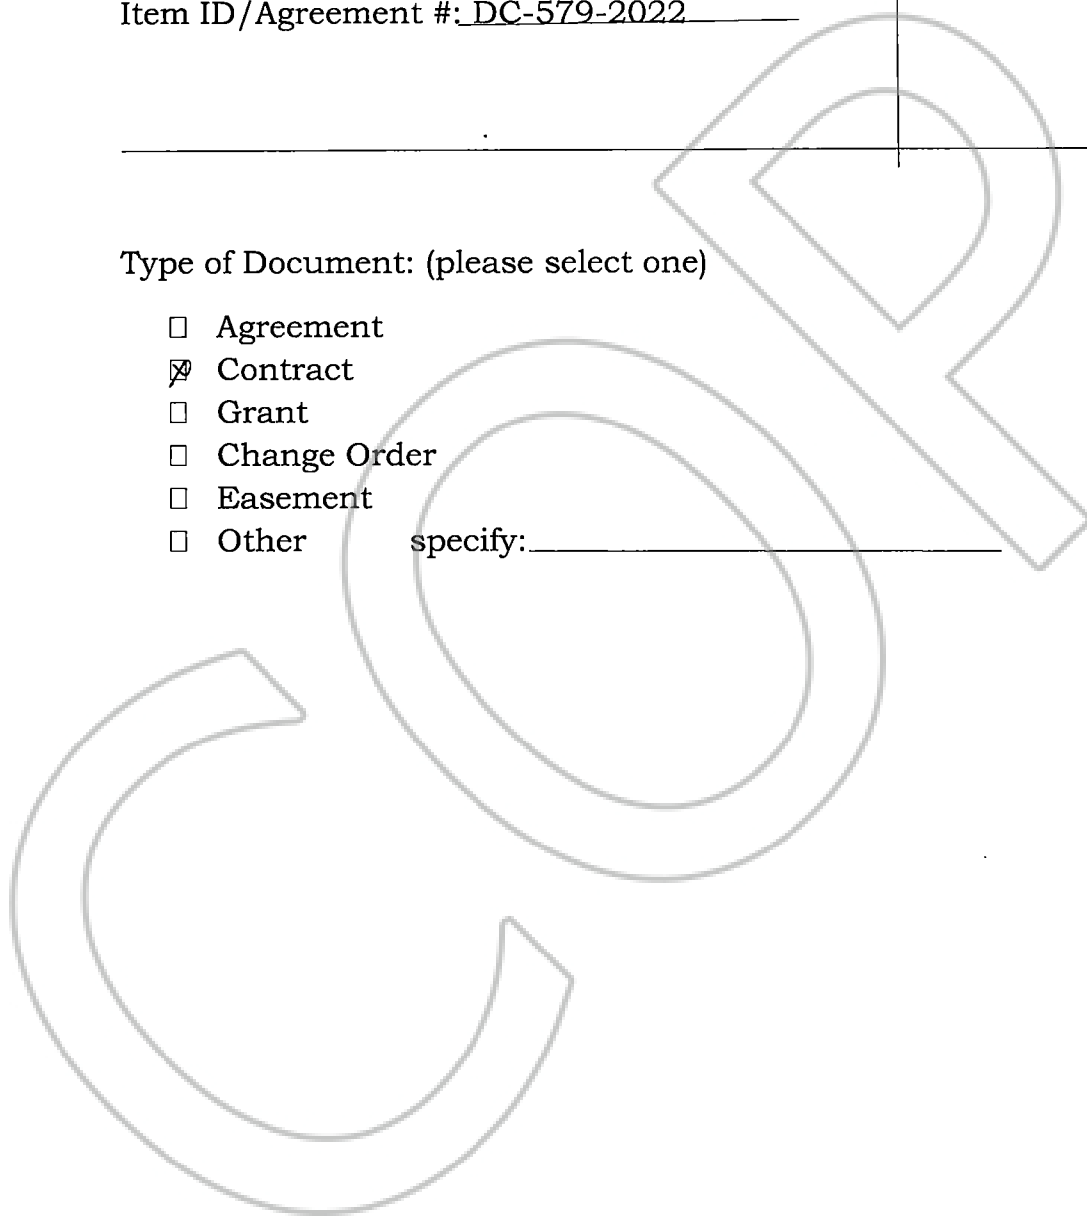 Item ID/Agreement #: DC-579-2022
Type of Document: (please select one)
☐ Agreement
☒ Contract
☐ Grant
☐ Change Order
☐ Easement
☐ Other specify:
COP